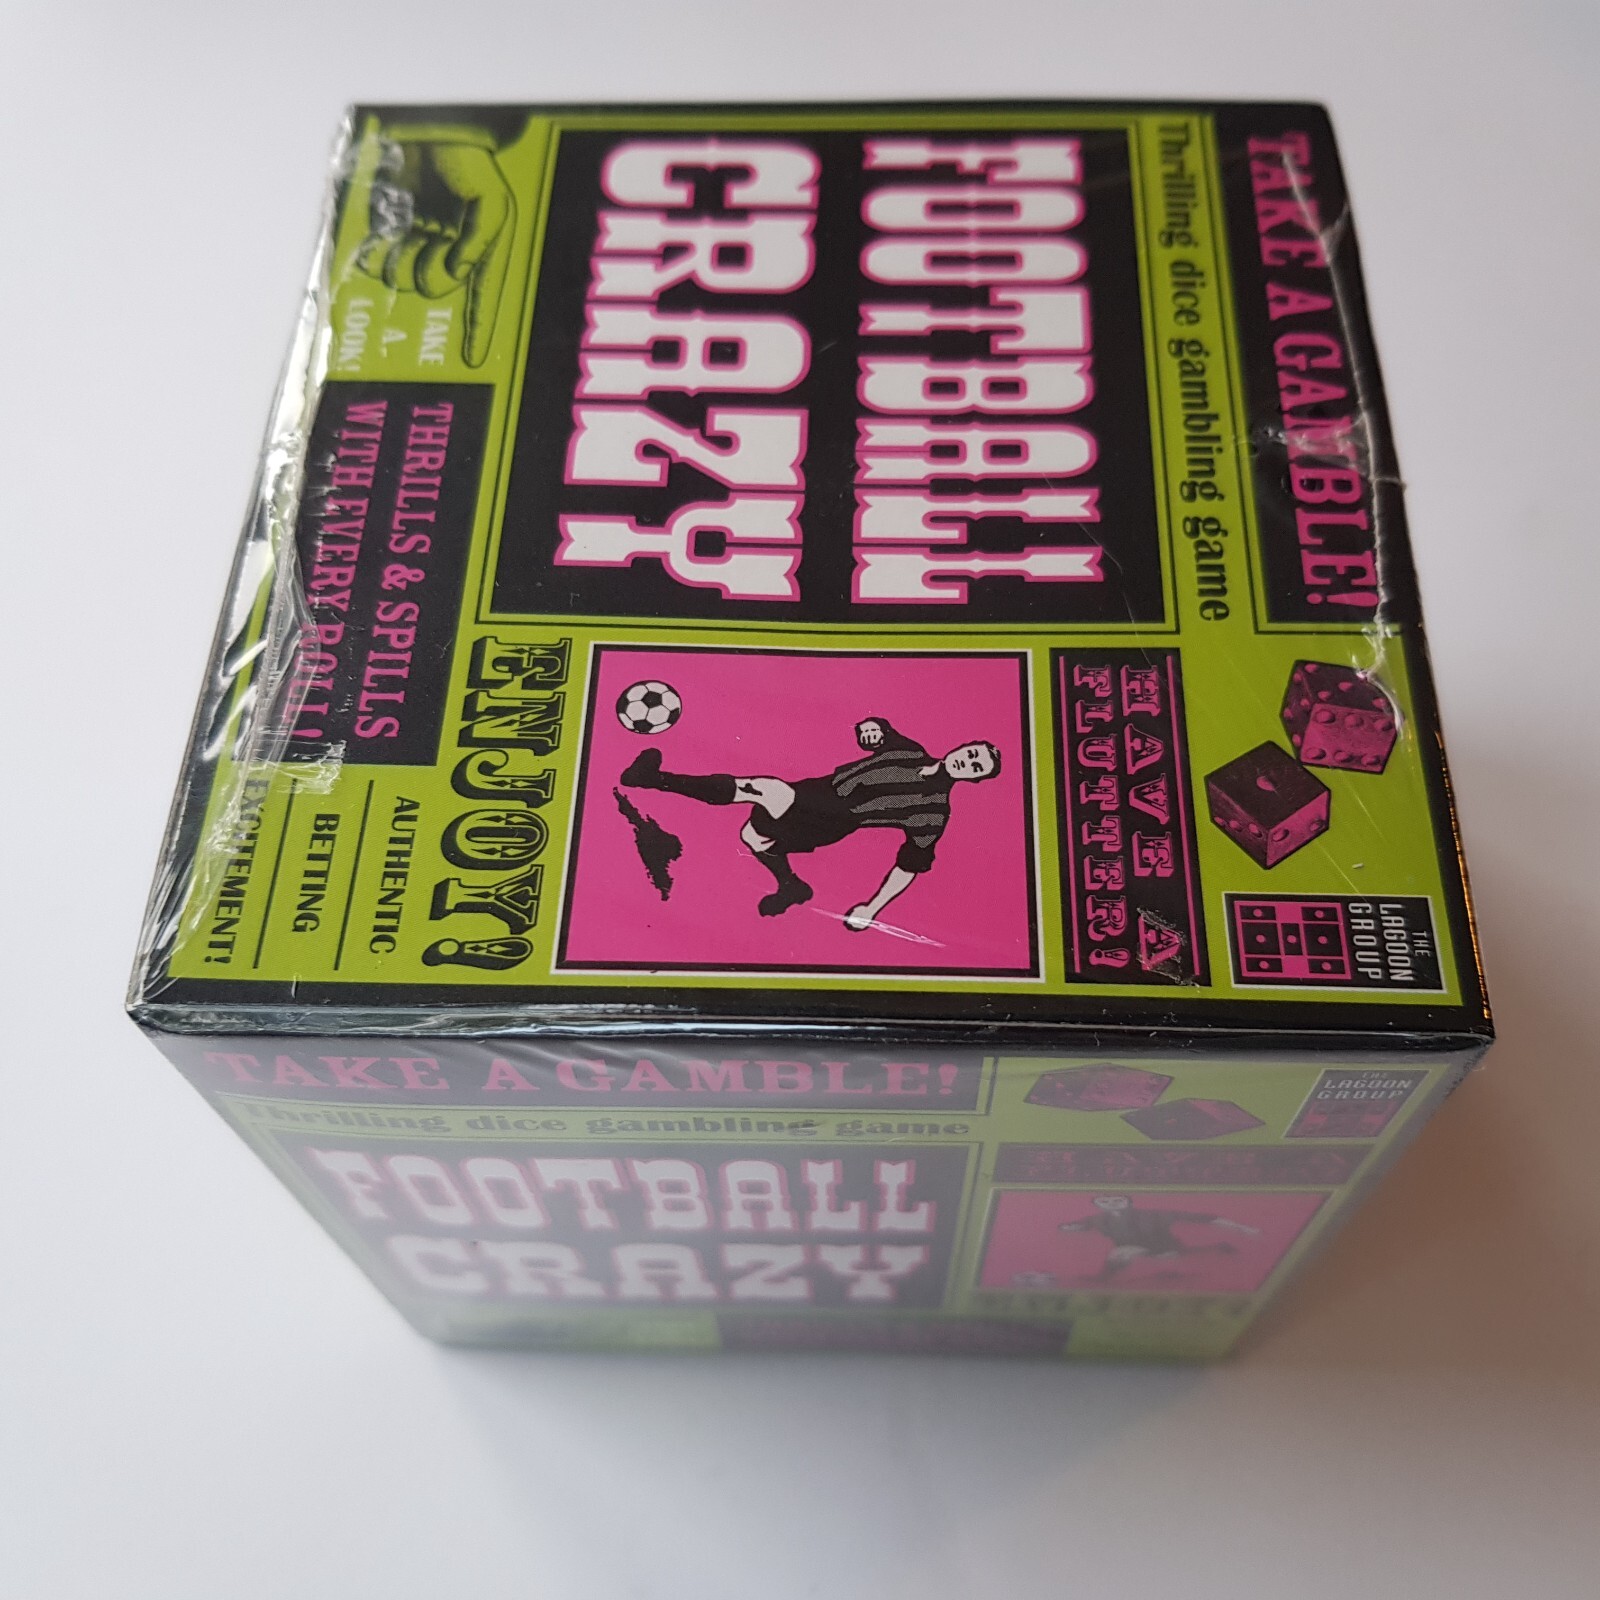 TAKE A GAMBLE!
Thrilling dice gambling game
FOOTBALL
CRAZY
THE
LAGOON
GROUP
HAVE A
FLUTTER!
ENJOY!
TAKE
A
LOOK!
THRILLS & SPILLS
WITH EVERY ROLL!
AUTHENTIC
BETTING
EXCITEMENT!
TAKE A GAMBLE!
Thrilling dice gambling game
FOOTBALL
CRAZY
THE
LAGOON
GROUP